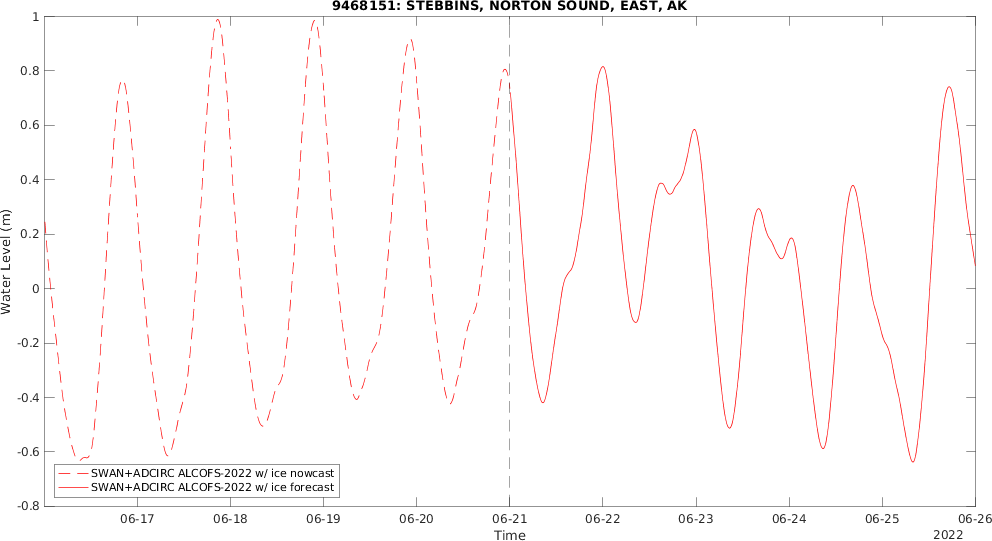 9468151: STEBBINS, NORTON SOUND, EAST, AK
Water Level (m)
1
0.8
0.6
0.4
0.2
0
-0.2
-0.4
-0.6
-0.8
SWAN+ADCIRC ALCOFS-2022 w/ ice nowcast
SWAN+ADCIRC ALCOFS-2022 w/ ice forecast
06-17 06-18 06-19 06-20 06-21 06-22 06-23 06-24 06-25 06-26
Time
2022